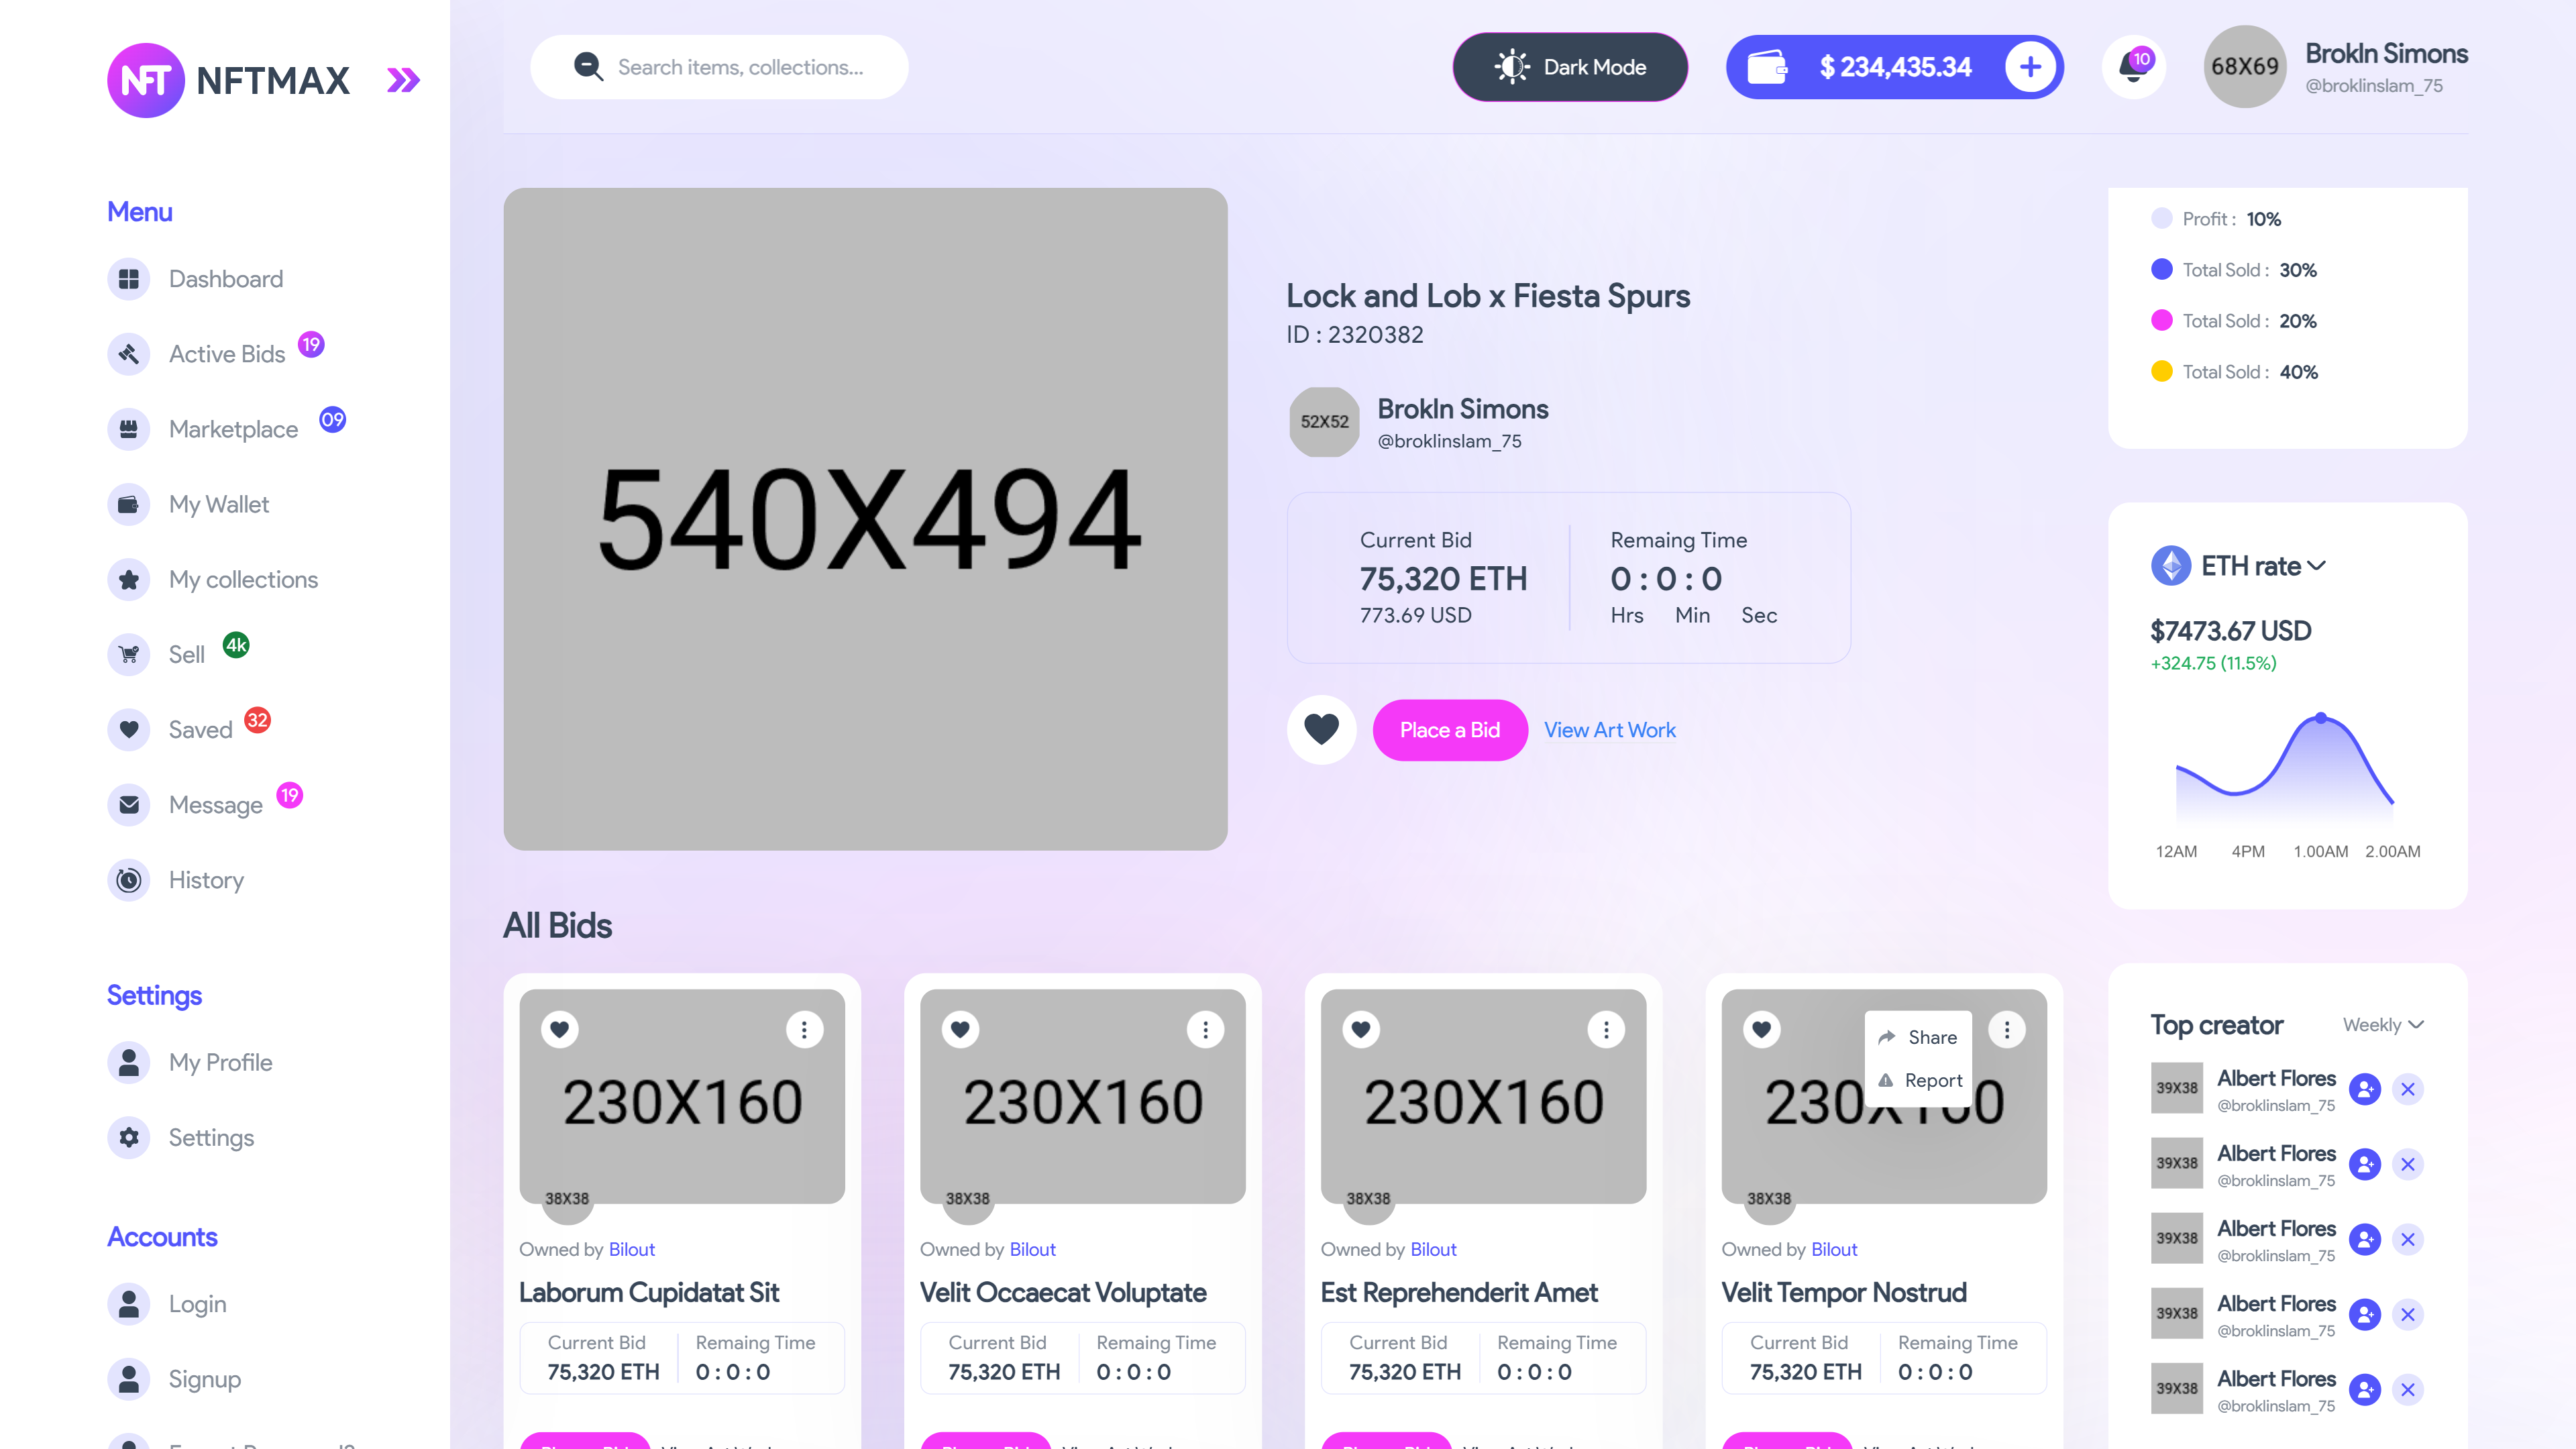 NFT NFTMAX
Search items, collections...
Dark Mode
$ 234,435.34
10
68X69
Brokln Simons
@broklinslam_75
Menu
Dashboard
Active Bids 19
Marketplace 09
My Wallet
My collections
Sell 4k
Saved 32
Message 19
History
Settings
My Profile
Settings
Accounts
Login
Signup
540X494
Lock and Lob x Fiesta Spurs
ID : 2320382
52X52
Brokln Simons
@broklinslam_75
Current Bid
75,320 ETH
773.69 USD
Remaing Time
0 : 0 : 0
Hrs Min Sec
Place a Bid
View Art Work
Profit : 10%
Total Sold : 30%
Total Sold : 20%
Total Sold : 40%
ETH rate
$7473.67 USD
+324.75 (11.5%)
12AM 4PM 1.00AM 2.00AM
All Bids
230X160
38X38
Owned by Bilout
Laborum Cupidatat Sit
Current Bid Remaing Time
75,320 ETH 0 : 0 : 0
230X160
38X38
Owned by Bilout
Velit Occaecat Voluptate
Current Bid Remaing Time
75,320 ETH 0 : 0 : 0
230X160
38X38
Owned by Bilout
Est Reprehenderit Amet
Current Bid Remaing Time
75,320 ETH 0 : 0 : 0
Share
Report
230X160
38X38
Owned by Bilout
Velit Tempor Nostrud
Current Bid Remaing Time
75,320 ETH 0 : 0 : 0
Top creator
Weekly
39X38
Albert Flores
@broklinslam_75
39X38
Albert Flores
@broklinslam_75
39X38
Albert Flores
@broklinslam_75
39X38
Albert Flores
@broklinslam_75
39X38
Albert Flores
@broklinslam_75